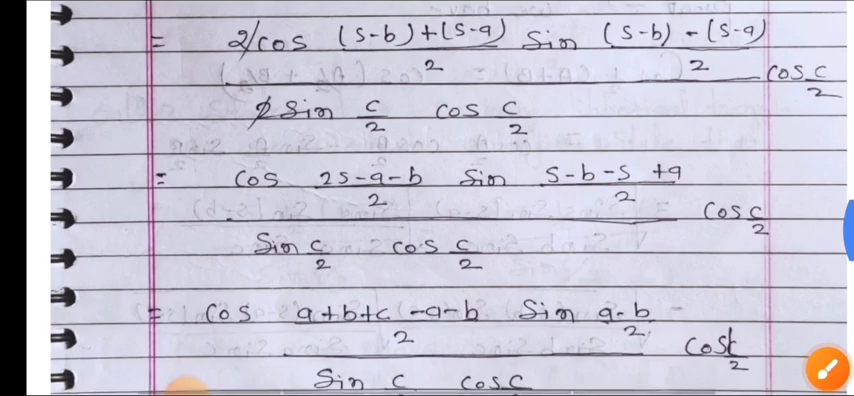 = 2 cos (s-b)+(s-a)/2 sin (s-b)-(s-a)/2
2 sin c/2 cos c/2 cos c/2
= cos 2s-a-b/2 sin s-b-s+a/2
sin c/2 cos c/2 cos c/2
= cos a+b+c-a-b/2 sin a-b/2
sin c cos c cos c/2